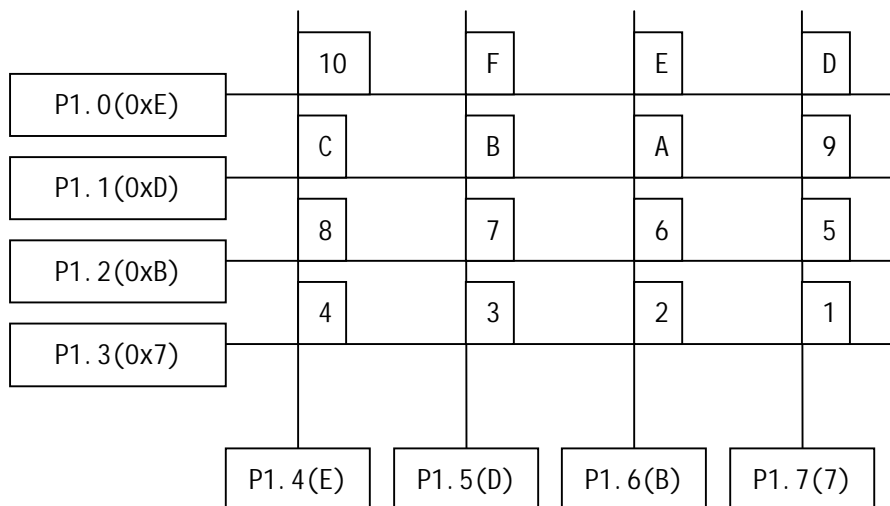 10 F E D
P1.0(0xE)
C B A 9
P1.1(0xD)
8 7 6 5
P1.2(0xB)
4 3 2 1
P1.3(0x7)
P1.4(E) P1.5(D) P1.6(B) P1.7(7)